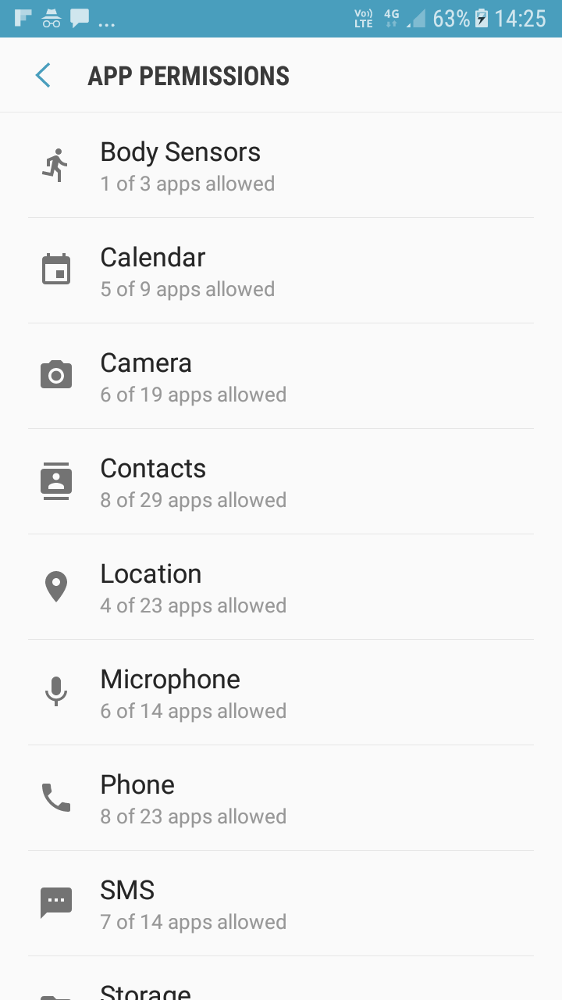 ... Vo)) LTE 4G 63% 14:25
APP PERMISSIONS
Body Sensors
1 of 3 apps allowed
Calendar
5 of 9 apps allowed
Camera
6 of 19 apps allowed
Contacts
8 of 29 apps allowed
Location
4 of 23 apps allowed
Microphone
6 of 14 apps allowed
Phone
8 of 23 apps allowed
SMS
7 of 14 apps allowed
Storage